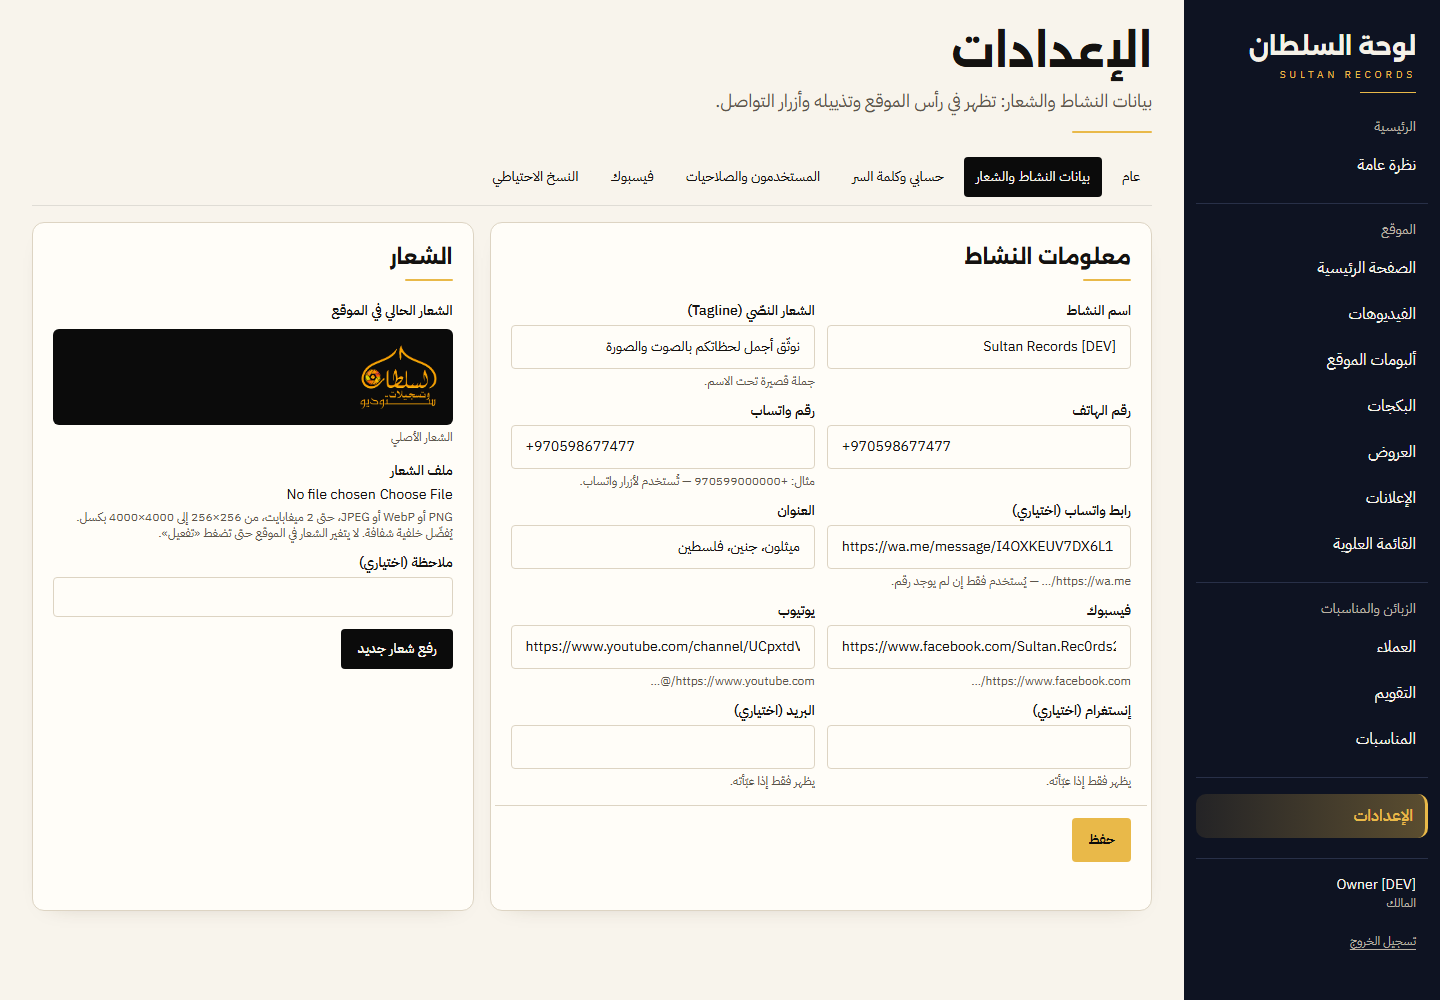 لوحة السلطان
SULTAN RECORDS
الرئيسية
نظرة عامة
الموقع
الصفحة الرئيسية
الفيديوهات
ألبومات الموقع
البكجات
العروض
الإعلانات
القائمة العلوية
الزبائن والمناسبات
العملاء
التقويم
المناسبات
الإعدادات
Owner [DEV]
المالك
تسجيل الخروج
الإعدادات
بيانات النشاط والشعار: تظهر في رأس الموقع وتذييله وأزرار التواصل.
عام
بيانات النشاط والشعار
حسابي وكلمة السر
المستخدمون والصلاحيات
فيسبوك
النسخ الاحتياطي
معلومات النشاط
اسم النشاط
Sultan Records [DEV]
الشعار النصّي (Tagline)
نوثّق أجمل لحظاتكم بالصوت والصورة
جملة قصيرة تحت الاسم.
رقم الهاتف
+970598677477
رقم واتساب
+970598677477
مثال: +970599000000 — تُستخدم لأزرار واتساب.
رابط واتساب (اختياري)
https://wa.me/message/I4OXKEUV7DX6L1
https://wa.me/… — يُستخدم فقط إن لم يوجد رقم.
العنوان
ميثلون، جنين، فلسطين
فيسبوك
https://www.facebook.com/Sultan.Rec0rds2
https://www.facebook.com/…
يوتيوب
https://www.youtube.com/channel/UCpxtd
https://www.youtube.com/@…
إنستغرام (اختياري)
يظهر فقط إذا عبّأته.
البريد (اختياري)
يظهر فقط إذا عبّأته.
حفظ
الشعار
الشعار الحالي في الموقع
السلطان
وتسجيلات
ستوديو
الشعار الأصلي
ملف الشعار
Choose File No file chosen
PNG أو WebP أو JPEG، حتى 2 ميغابايت، من 256×256 إلى 4000×4000 بكسل.
يُفضّل خلفية شفافة. لا يتغير الشعار في الموقع حتى تضغط «تفعيل».
ملاحظة (اختياري)
رفع شعار جديد